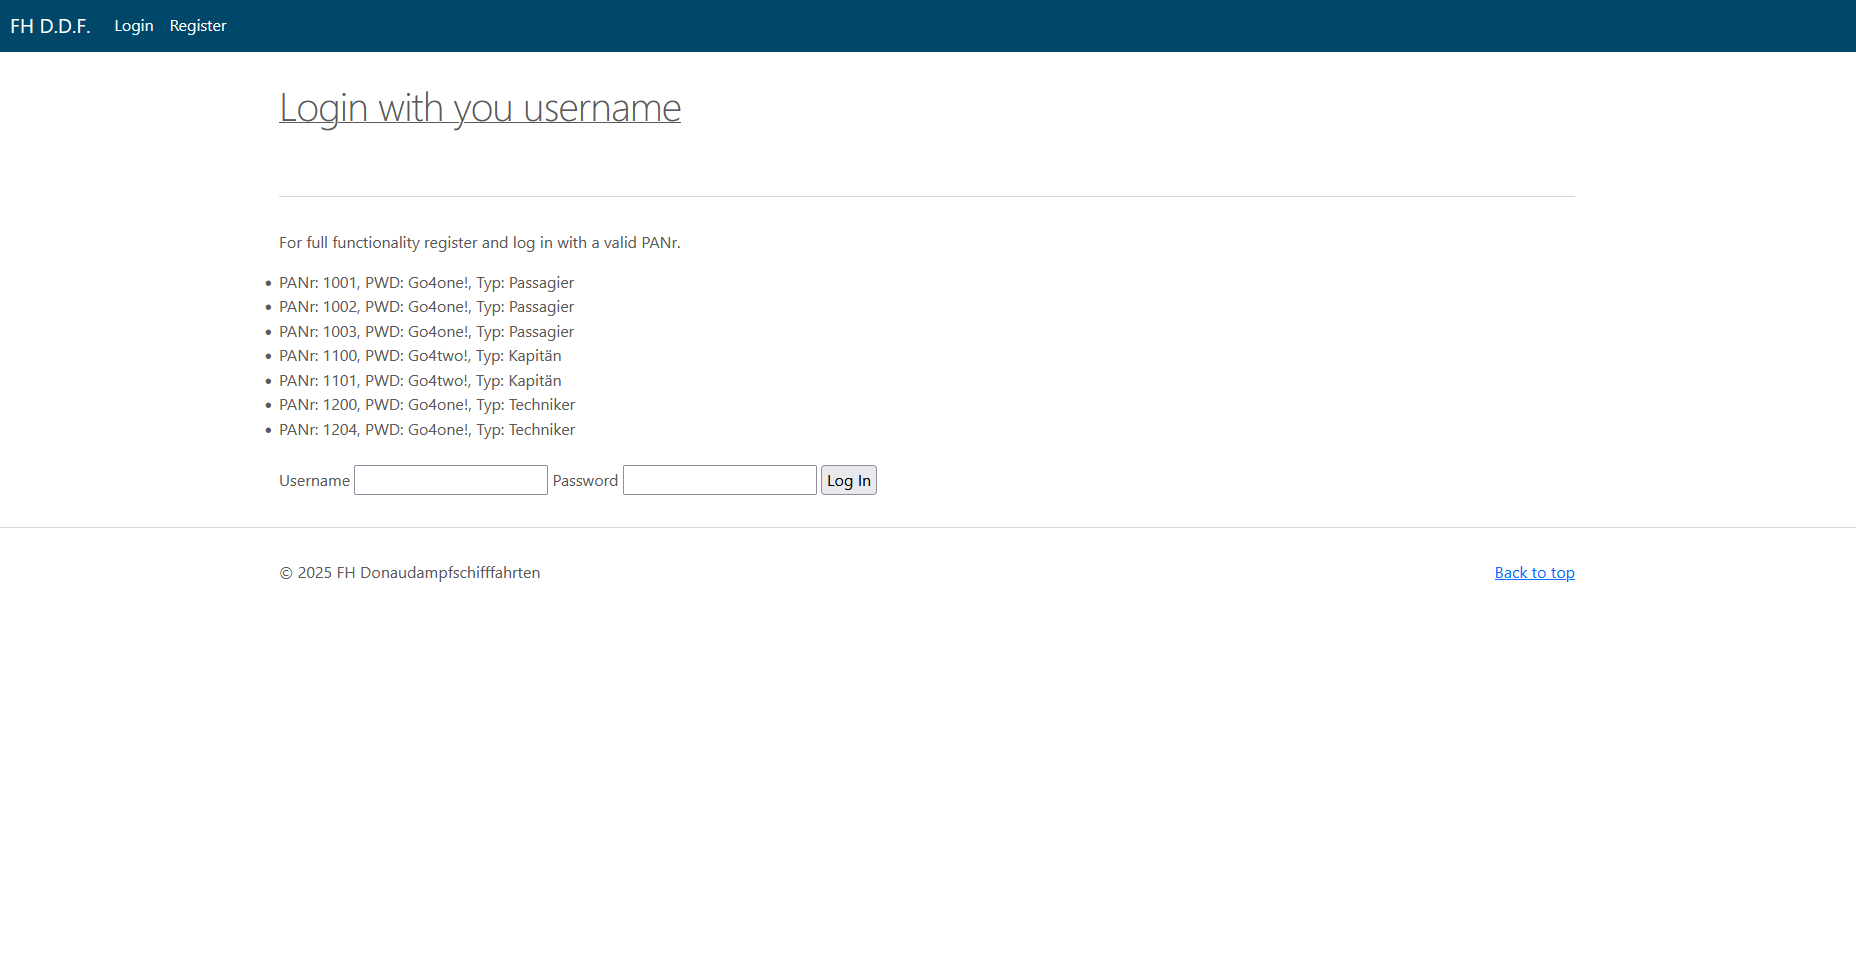 FH D.D.F. Login Register
Login with you username
For full functionality register and log in with a valid PANr.
PANr: 1001, PWD: Go4one!, Typ: Passagier
PANr: 1002, PWD: Go4one!, Typ: Passagier
PANr: 1003, PWD: Go4one!, Typ: Passagier
PANr: 1100, PWD: Go4two!, Typ: Kapitän
PANr: 1101, PWD: Go4two!, Typ: Kapitän
PANr: 1200, PWD: Go4one!, Typ: Techniker
PANr: 1204, PWD: Go4one!, Typ: Techniker
Username Password Log In
© 2025 FH Donaudampfschifffahrten Back to top